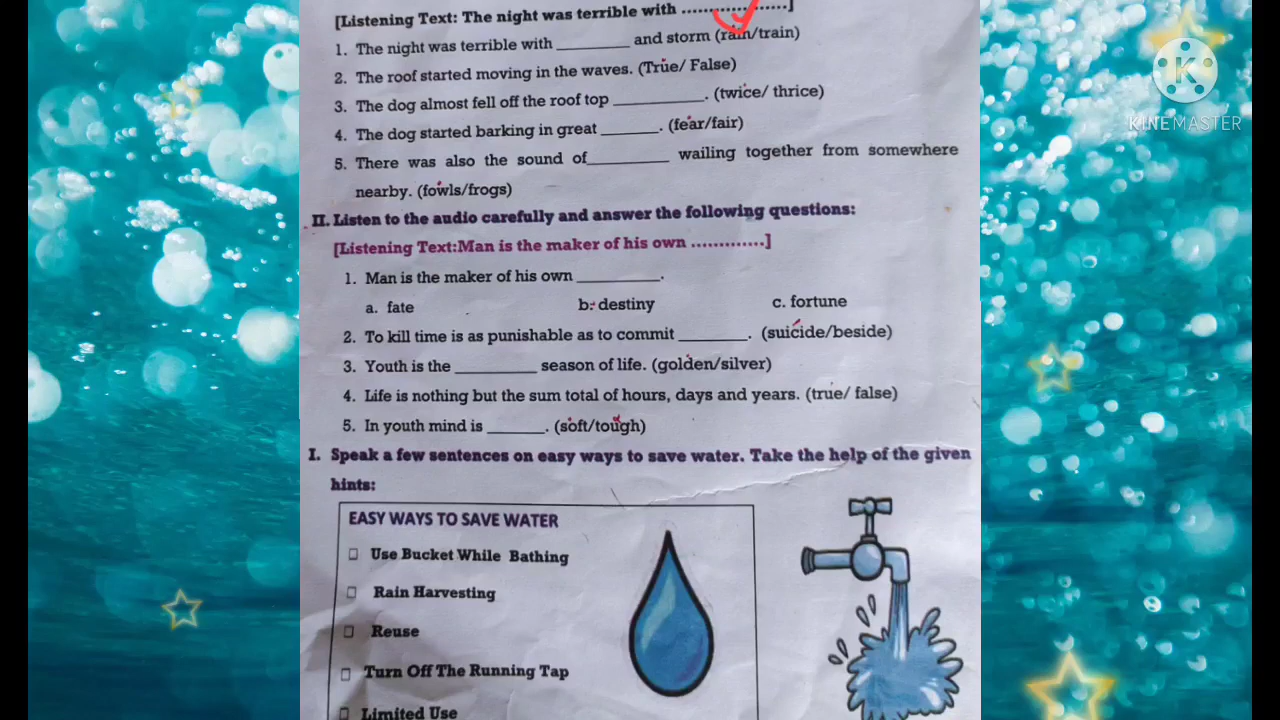 [Listening Text: The night was terrible with ...................]
1. The night was terrible with ________ and storm (rain/train)
2. The roof started moving in the waves. (True/ False)
3. The dog almost fell off the roof top __________. (twice/ thrice)
4. The dog started barking in great ______. (fear/fair)
5. There was also the sound of_________ wailing together from somewhere
nearby. (fowls/frogs)
II. Listen to the audio carefully and answer the following questions:
[Listening Text:Man is the maker of his own .............]
1. Man is the maker of his own _________.
a. fate b. destiny c. fortune
2. To kill time is as punishable as to commit _______. (suicide/beside)
3. Youth is the _________ season of life. (golden/silver)
4. Life is nothing but the sum total of hours, days and years. (true/ false)
5. In youth mind is ______. (soft/tough)
I. Speak a few sentences on easy ways to save water. Take the help of the given
hints:
EASY WAYS TO SAVE WATER
Use Bucket While Bathing
Rain Harvesting
Reuse
Turn Off The Running Tap
Limited Use
K
KINEMASTER